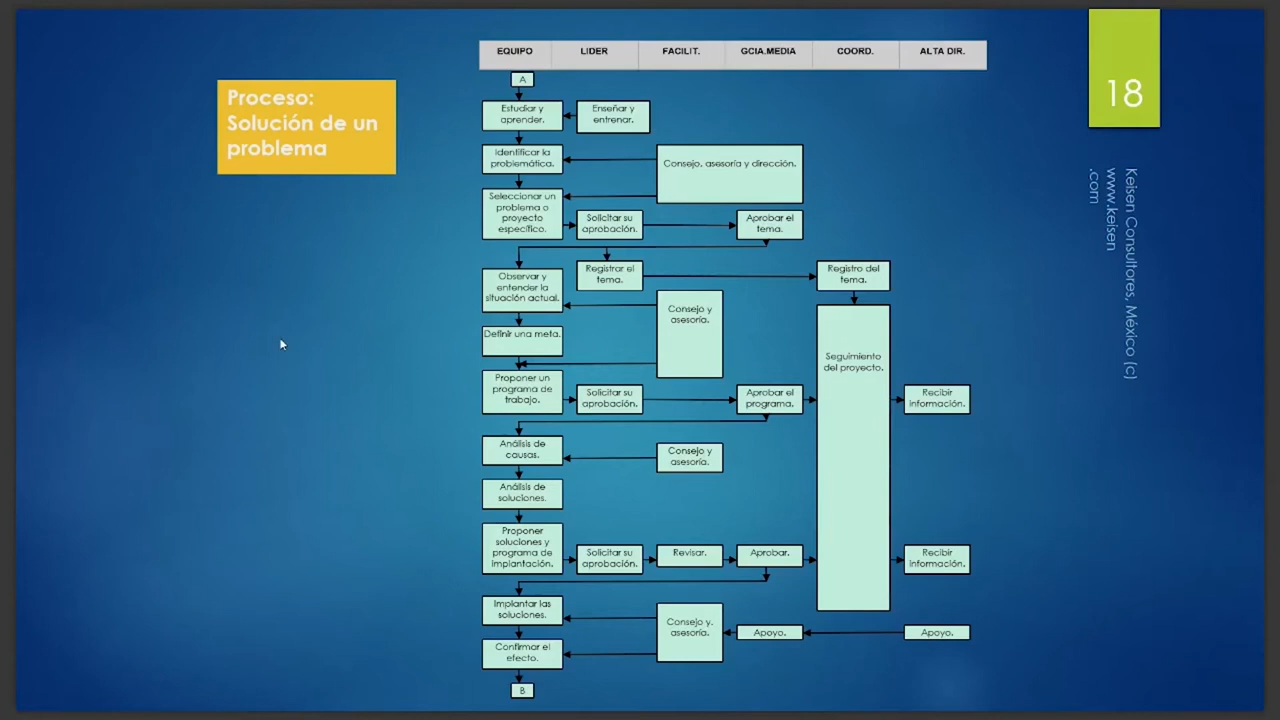 EQUIPO LIDER FACILIT. GCIA.MEDIA COORD. ALTA DIR.
18
Proceso:
Solución de un
problema
A
Estudiar y
aprender.
Enseñar y
entrenar.
Identificar la
problemática.
Consejo, asesoría y dirección.
Seleccionar un
problema o
proyecto
específico.
Solicitar su
aprobación.
Aprobar el
tema.
Observar y
entender la
situación actual.
Registrar el
tema.
Registro del
tema.
Consejo y
asesoría.
Definir una meta.
Seguimiento
del proyecto.
Proponer un
programa de
trabajo.
Solicitar su
aprobación.
Aprobar el
programa.
Recibir
información.
Análisis de
causas.
Consejo y
asesoría.
Análisis de
soluciones.
Proponer
soluciones y
programa de
implantación.
Solicitar su
aprobación.
Revisar.
Aprobar.
Recibir
información.
Implantar las
soluciones.
Consejo y.
asesoría.
Apoyo.
Apoyo.
Confirmar el
efecto.
B
Keisen Consultores, México (c)
www.keisen
.com